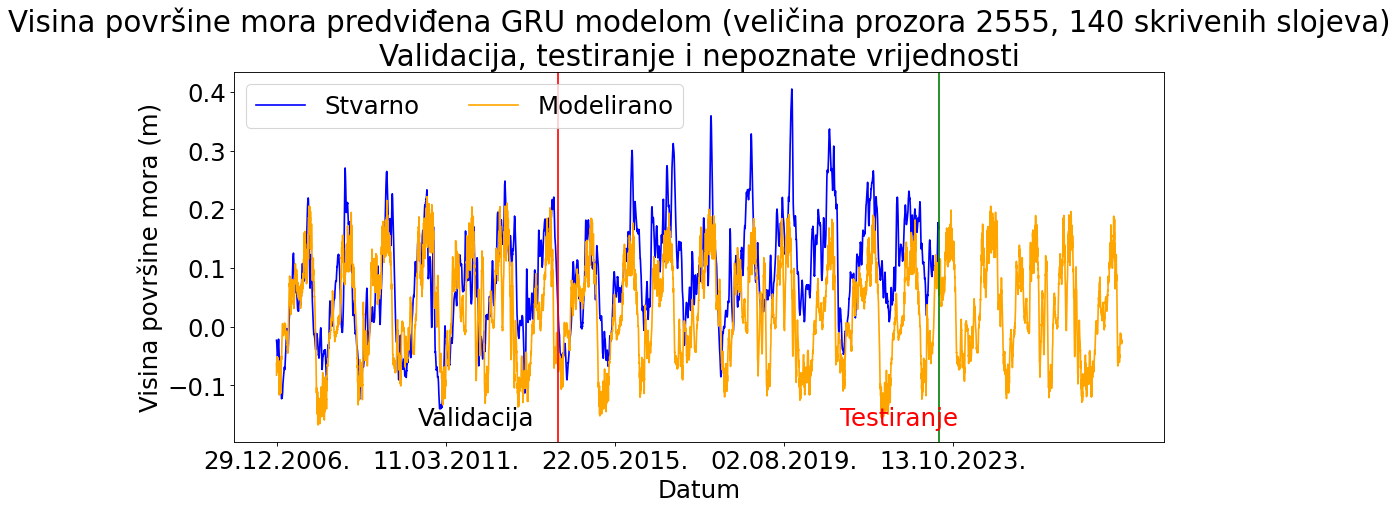 Visina površine mora predviđena GRU modelom (veličina prozora 2555, 140 skrivenih slojeva)
Validacija, testiranje i nepoznate vrijednosti
Stvarno
Modelirano
Visina površine mora (m)
0.4
0.3
0.2
0.1
0.0
−0.1
Validacija
Testiranje
29.12.2006.
11.03.2011.
22.05.2015.
02.08.2019.
13.10.2023.
Datum